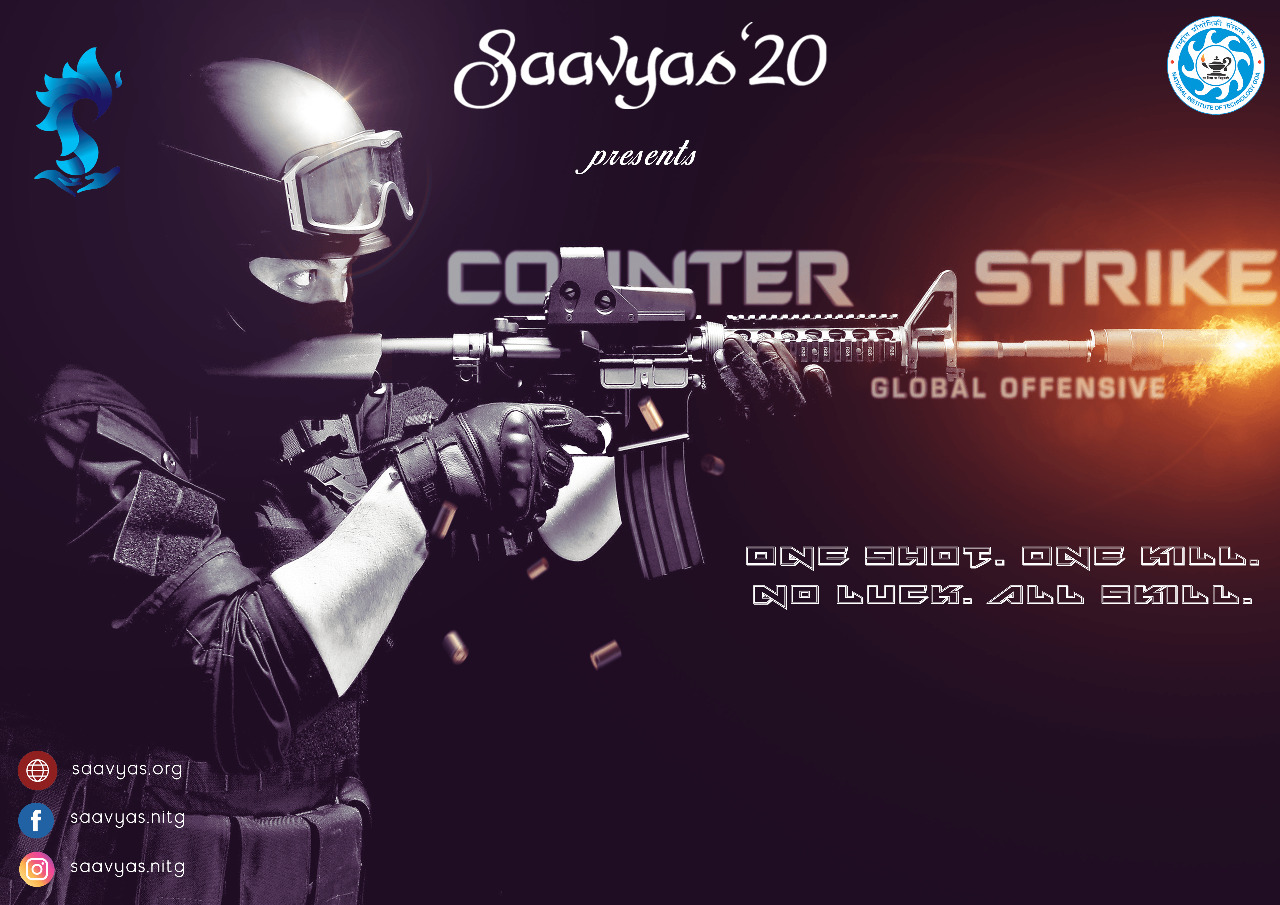 Saavyas '20
presents
राष्ट्रीय प्रौद्योगिकी संस्थान गोवा
NATIONAL INSTITUTE OF TECHNOLOGY GOA
COUNTER STRIKE
GLOBAL OFFENSIVE
ONE SHOT. ONE KILL.
NO LUCK. ALL SKILL.
saavyas.org
saavyas.nitg
saavyas.nitg